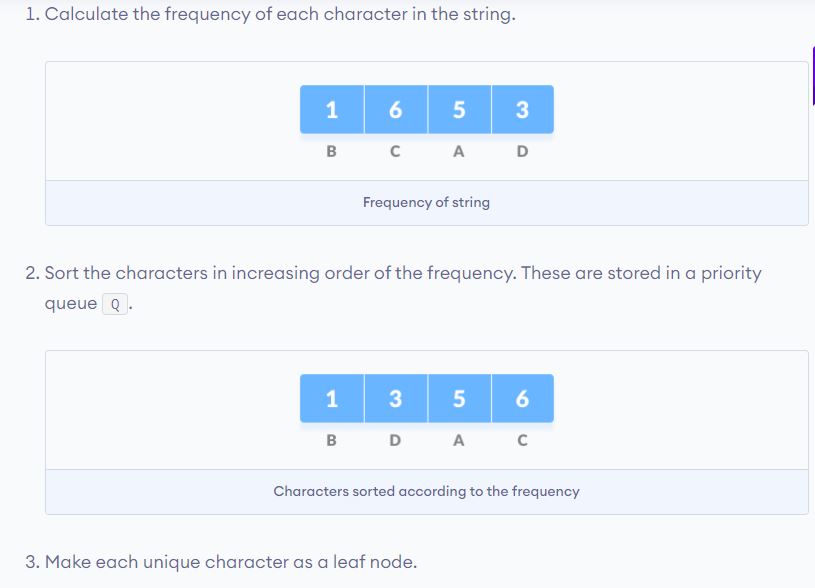 1. Calculate the frequency of each character in the string.
1 6 5 3
B C A D
Frequency of string
2. Sort the characters in increasing order of the frequency. These are stored in a priority
queue Q.
1 3 5 6
B D A C
Characters sorted according to the frequency
3. Make each unique character as a leaf node.